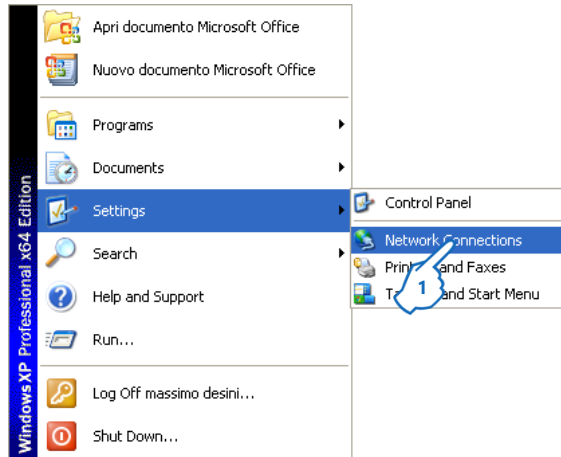 Apri documento Microsoft Office
Nuovo documento Microsoft Office
Programs
Documents
Settings
Search
Help and Support
Run...
Log Off massimo desini...
Shut Down...
Windows XP Professional x64 Edition
Control Panel
Network Connections
and Faxes
and Start Menu
1